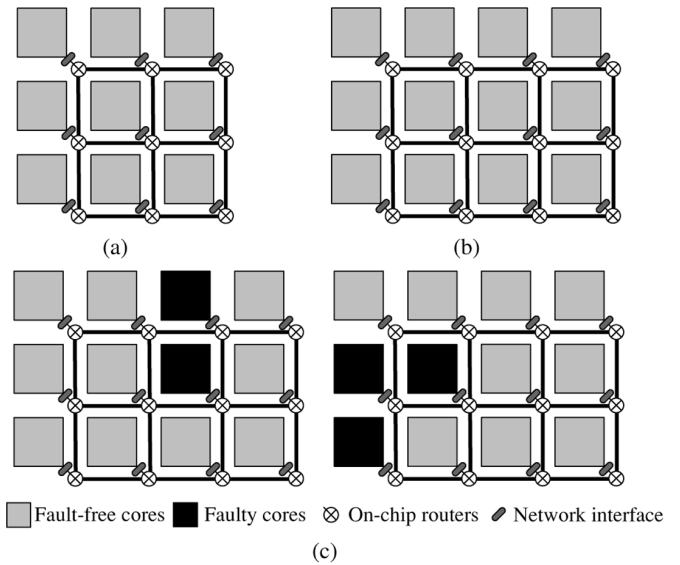 (a)
(b)
Fault-free cores Faulty cores On-chip routers Network interface
(c)